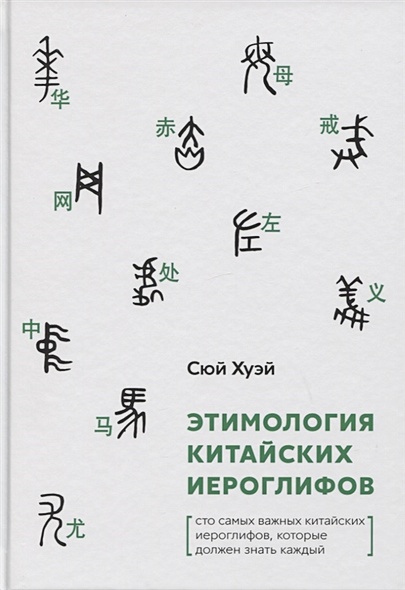 华
母
赤
戒
网
左
处
义
中
马
尤
Сюй Хуэй
ЭТИМОЛОГИЯ
КИТАЙСКИХ
ИЕРОГЛИФОВ
[сто самых важных китайских
иероглифов, которые
должен знать каждый]